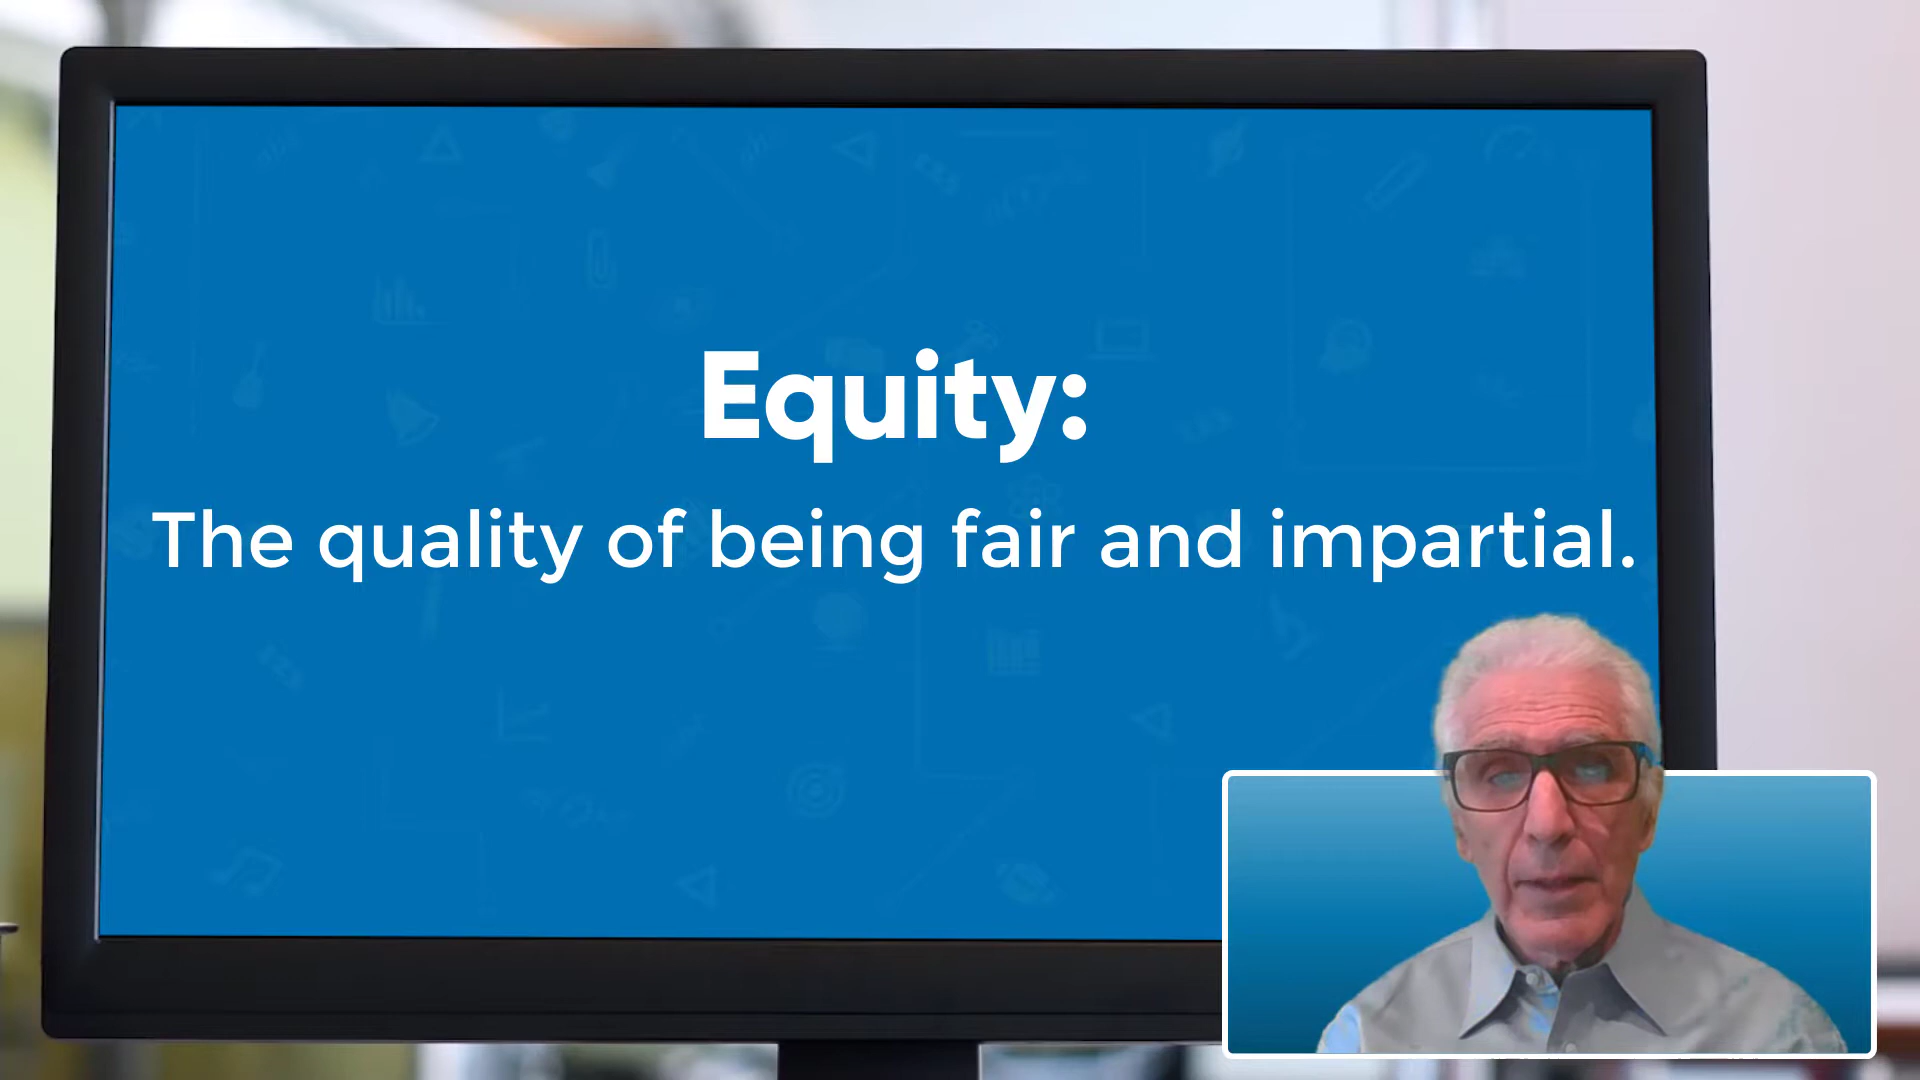 Equity:
The quality of being fair and impartial.